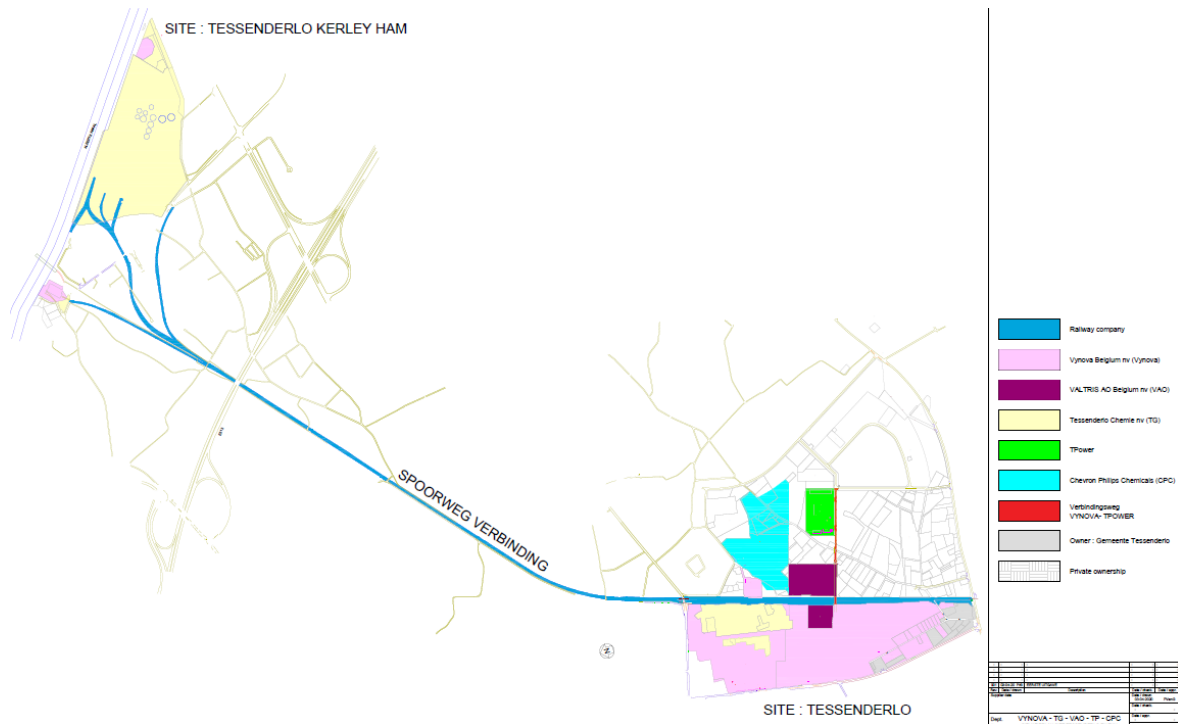 SITE : TESSENDERLO KERLEY HAM
SPOORWEG VERBINDING
SITE : TESSENDERLO
Railway company
Vynova Belgium nv (Vynova)
VALTRIS AO Belgium nv (VAO)
Tessenderlo Chemie nv (TG)
TPower
Chevron Philips Chemicals (CPC)
Verbindingsweg
VYNOVA- TPOWER
Owner : Gemeente Tessenderlo
Private ownership
Dept. VYNOVA - TG - VAO - TP - CPC